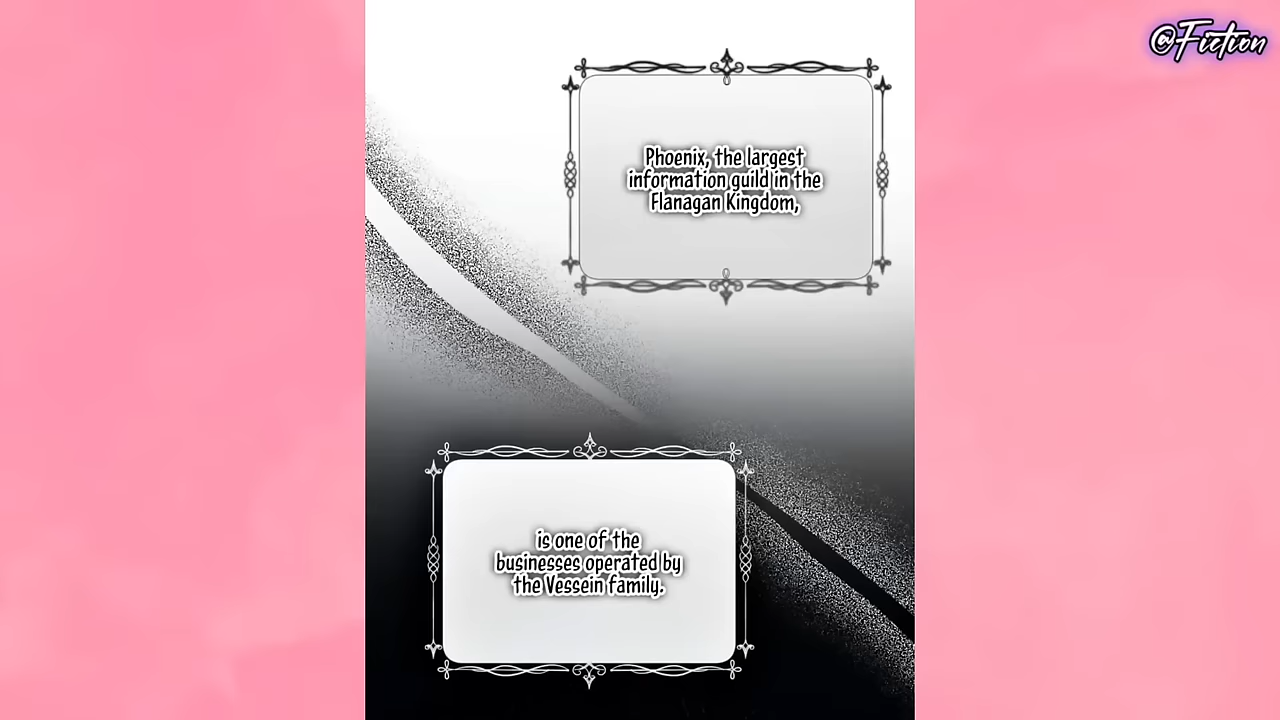 @Fiction
Phoenix, the largest
information guild in the
Flanagan Kingdom,
is one of the
businesses operated by
the Vessein family.